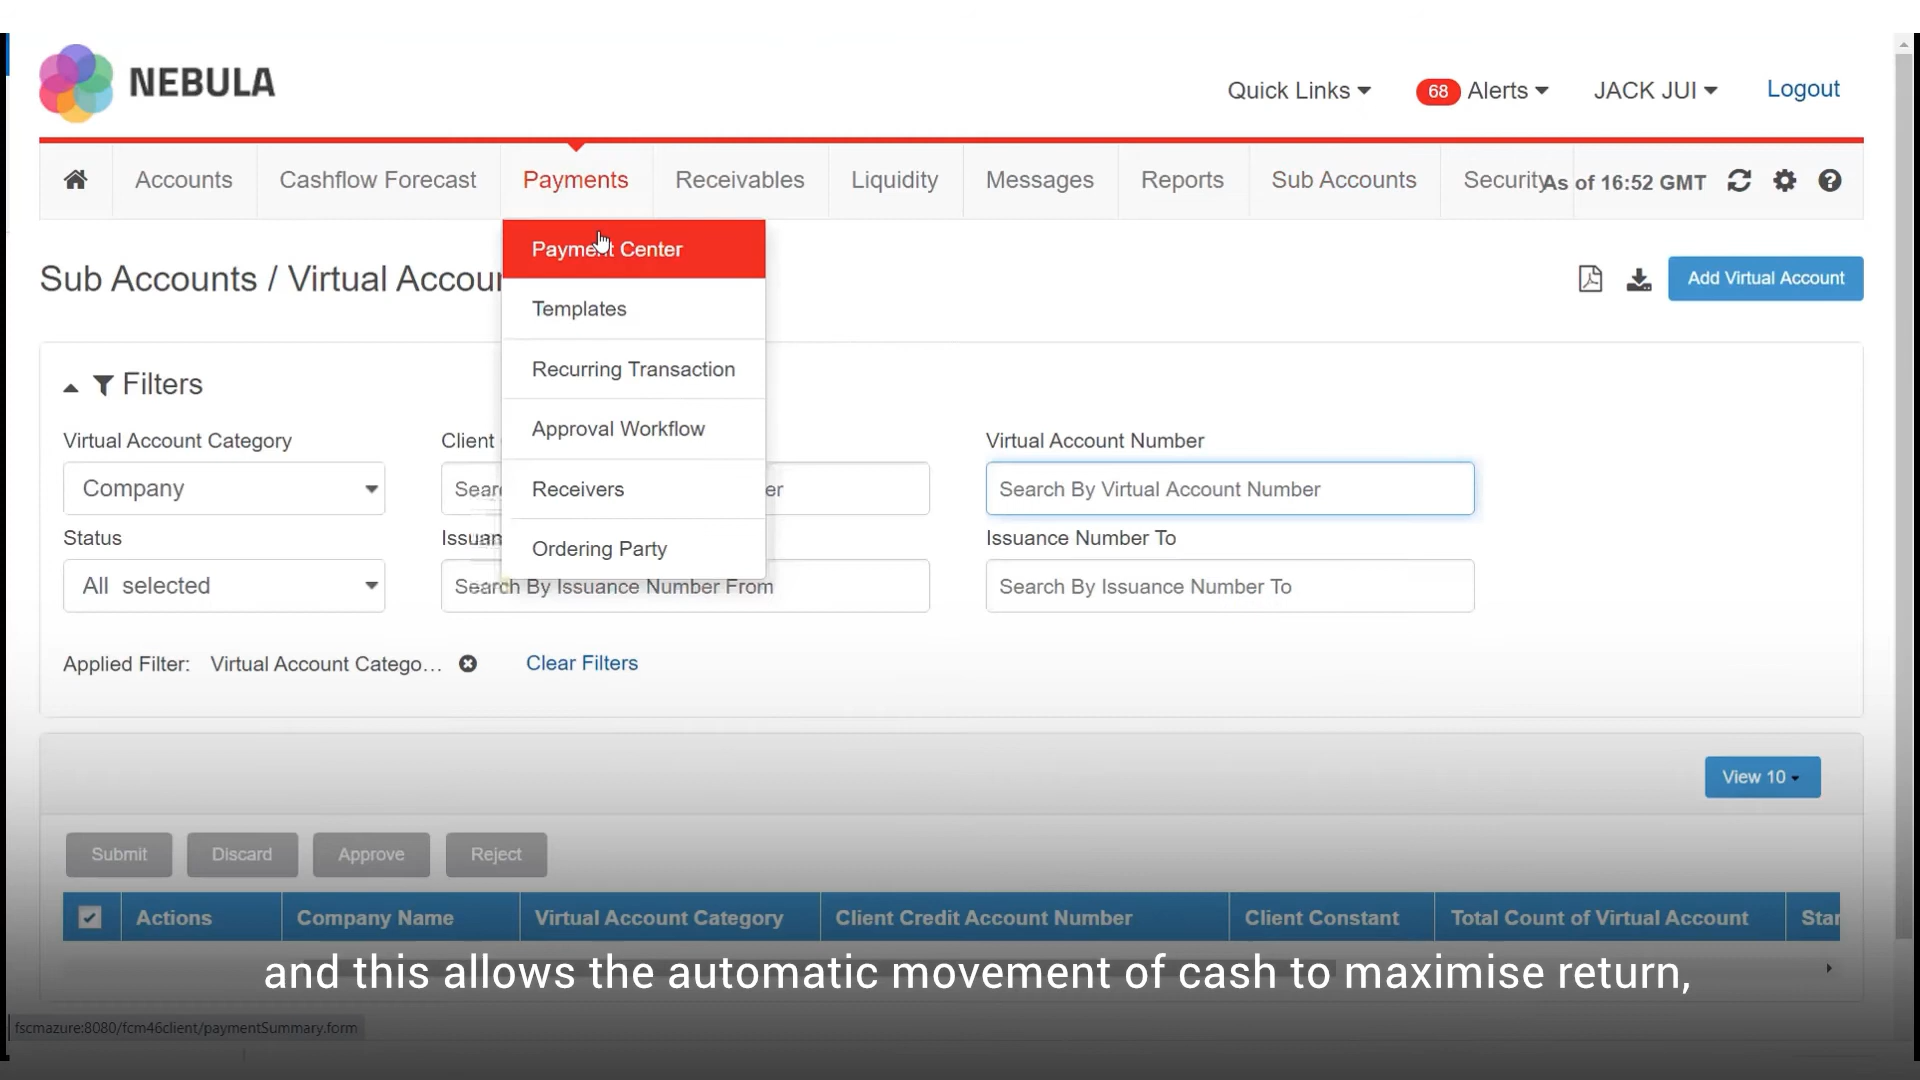 NEBULA
Quick Links
68 Alerts
JACK JUI
Logout
Accounts
Cashflow Forecast
Payments
Receivables
Liquidity
Messages
Reports
Sub Accounts
Security
As of 16:52 GMT
Payment Center
Templates
Recurring Transaction
Approval Workflow
Receivers
Ordering Party
Sub Accounts / Virtual Accoun
Add Virtual Account
Filters
Virtual Account Category
Client
Virtual Account Number
Company
Sear
er
Search By Virtual Account Number
Status
Issuan
Issuance Number To
All selected
Search By Issuance Number From
Search By Issuance Number To
Applied Filter: Virtual Account Catego...
Clear Filters
View 10
Submit
Discard
Approve
Reject
Actions
Company Name
Virtual Account Category
Client Credit Account Number
Client Constant
Total Count of Virtual Account
Star
and this allows the automatic movement of cash to maximise return,
fscmazure:8080/fcm46client/paymentSummary.form